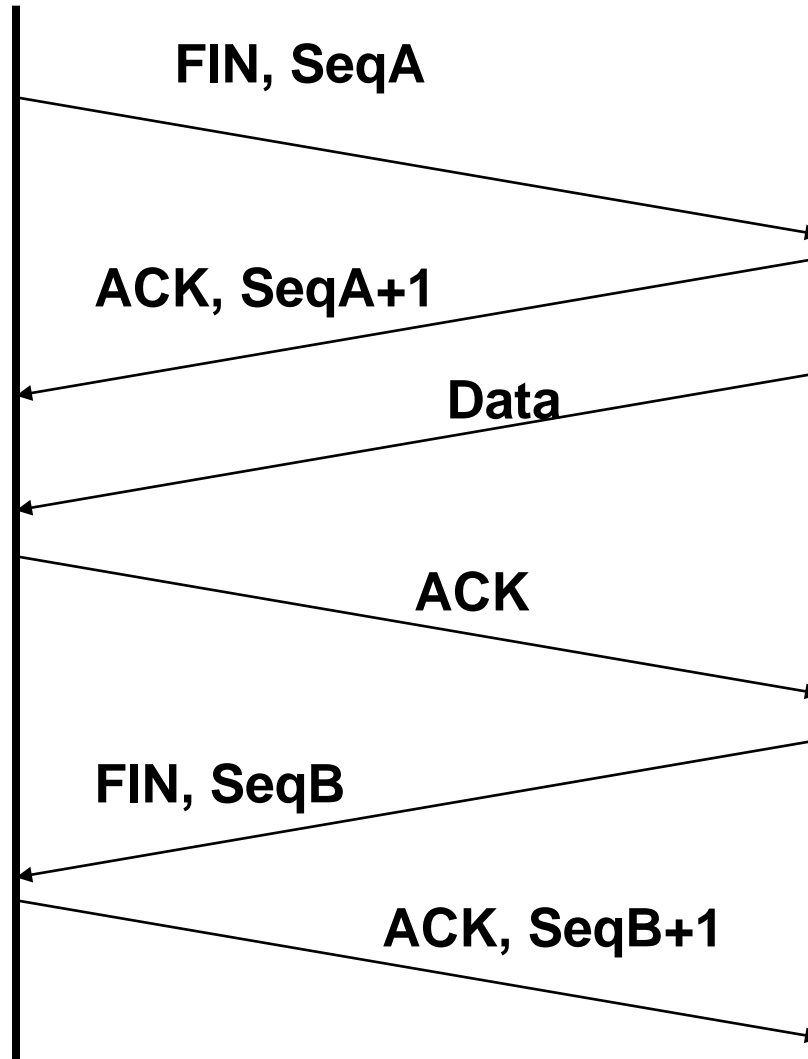 FIN, SeqA
ACK, SeqA+1
Data
ACK
FIN, SeqB
ACK, SeqB+1